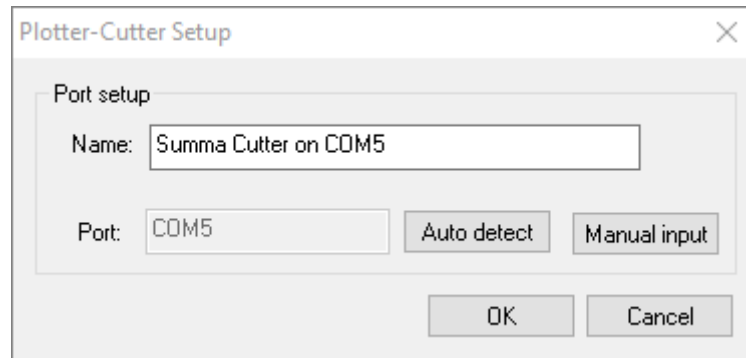 Plotter-Cutter Setup
Port setup
Name: Summa Cutter on COM5
Port: COM5 Auto detect Manual input
OK Cancel